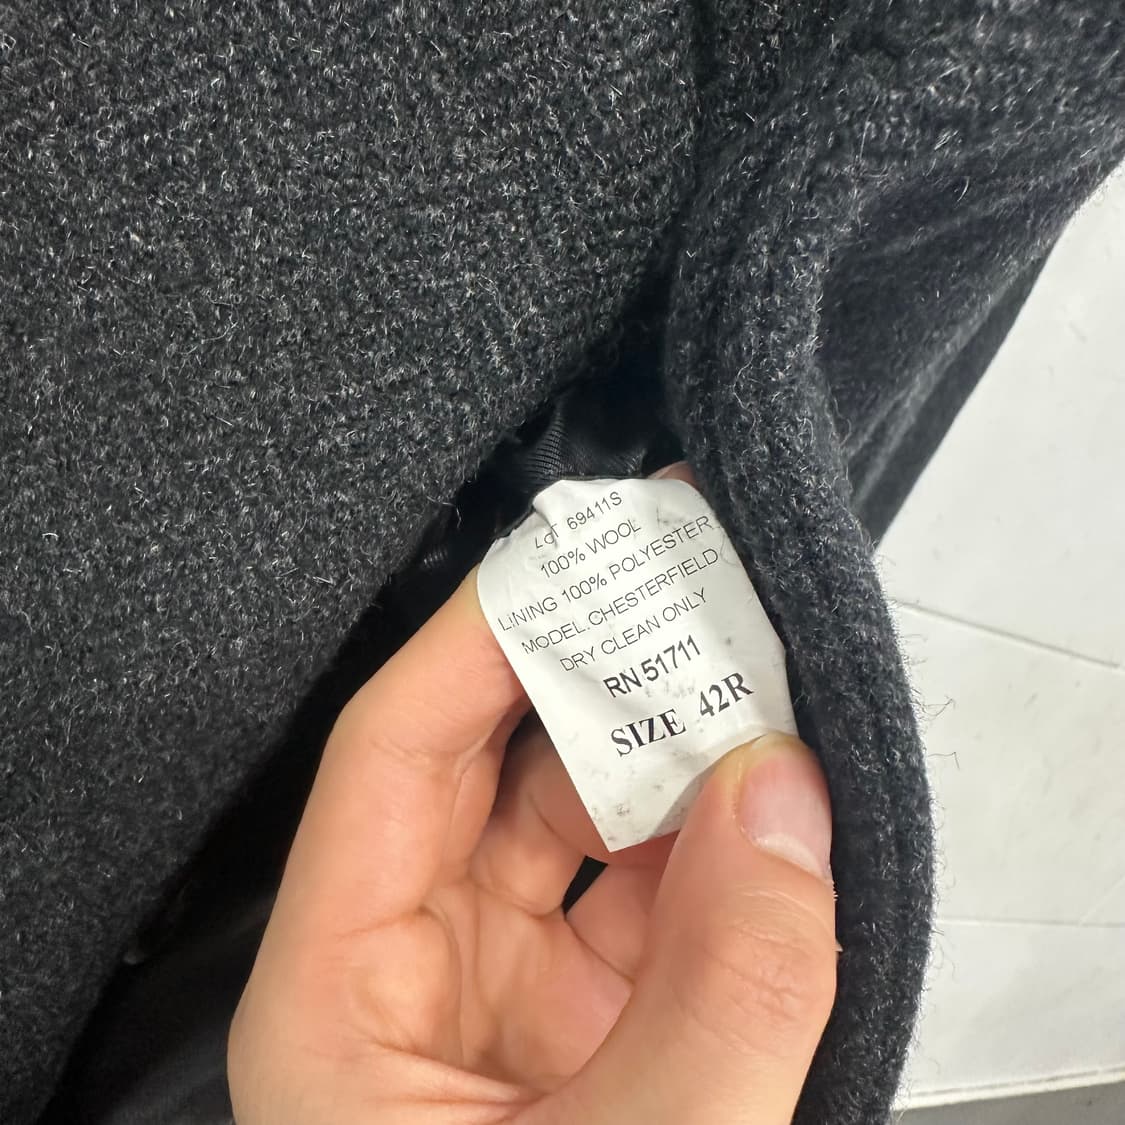 LOT 69411S
100% WOOL
LINING 100% POLYESTER
MODEL.CHESTERFIELD
DRY CLEAN ONLY
RN 51711
SIZE 42R